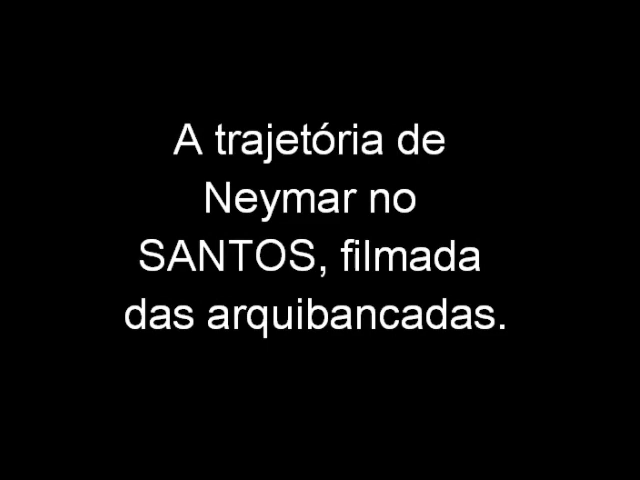 A trajetória de
Neymar no
SANTOS, filmada
das arquibancadas.